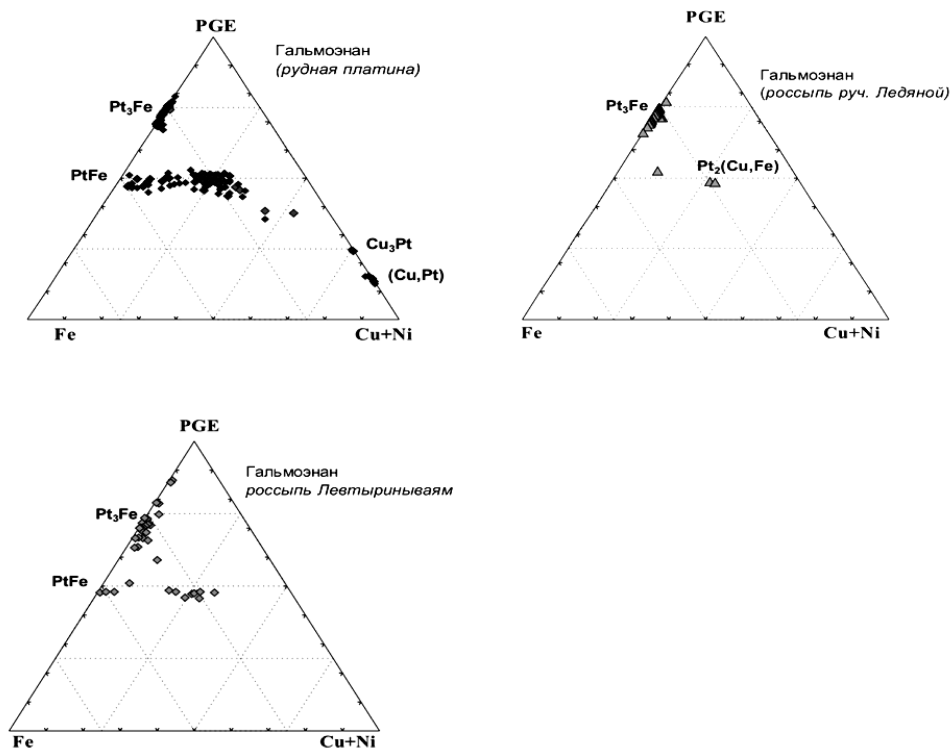 PGE
Гальмоэнан
(рудная платина)
Pt₃Fe
PtFe
Cu₃Pt
(Cu,Pt)
Fe
Cu+Ni
PGE
Гальмоэнан
(россыпь руч. Ледяной)
Pt₃Fe
Pt₂(Cu,Fe)
Fe
Cu+Ni
PGE
Гальмоэнан
россыпь Левтыринываям
Pt₃Fe
PtFe
Fe
Cu+Ni